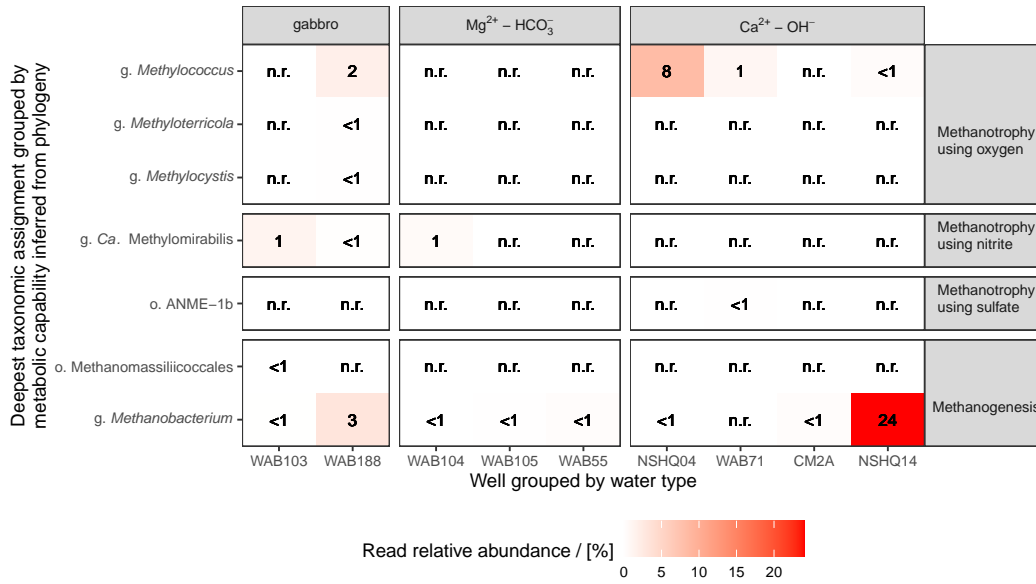 gabbro Mg²⁺ − HCO₃⁻ Ca²⁺ − OH⁻
Deepest taxonomic assignment grouped by
metabolic capability inferred from phylogeny
g. Methylococcus n.r. 2 n.r. n.r. n.r. 8 1 n.r. <1
g. Methyloterricola n.r. <1 n.r. n.r. n.r. n.r. n.r. n.r. n.r.
g. Methylocystis n.r. <1 n.r. n.r. n.r. n.r. n.r. n.r. n.r.
Methanotrophy
using oxygen
g. Ca. Methylomirabilis 1 <1 1 n.r. n.r. n.r. n.r. n.r. n.r.
Methanotrophy
using nitrite
o. ANME−1b n.r. n.r. n.r. n.r. n.r. n.r. <1 n.r. n.r.
Methanotrophy
using sulfate
o. Methanomassiliicoccales <1 n.r. n.r. n.r. n.r. n.r. n.r. n.r. n.r.
g. Methanobacterium <1 3 <1 <1 <1 <1 n.r. <1 24
Methanogenesis
WAB103 WAB188 WAB104 WAB105 WAB55 NSHQ04 WAB71 CM2A NSHQ14
Well grouped by water type
Read relative abundance / [%]
0 5 10 15 20